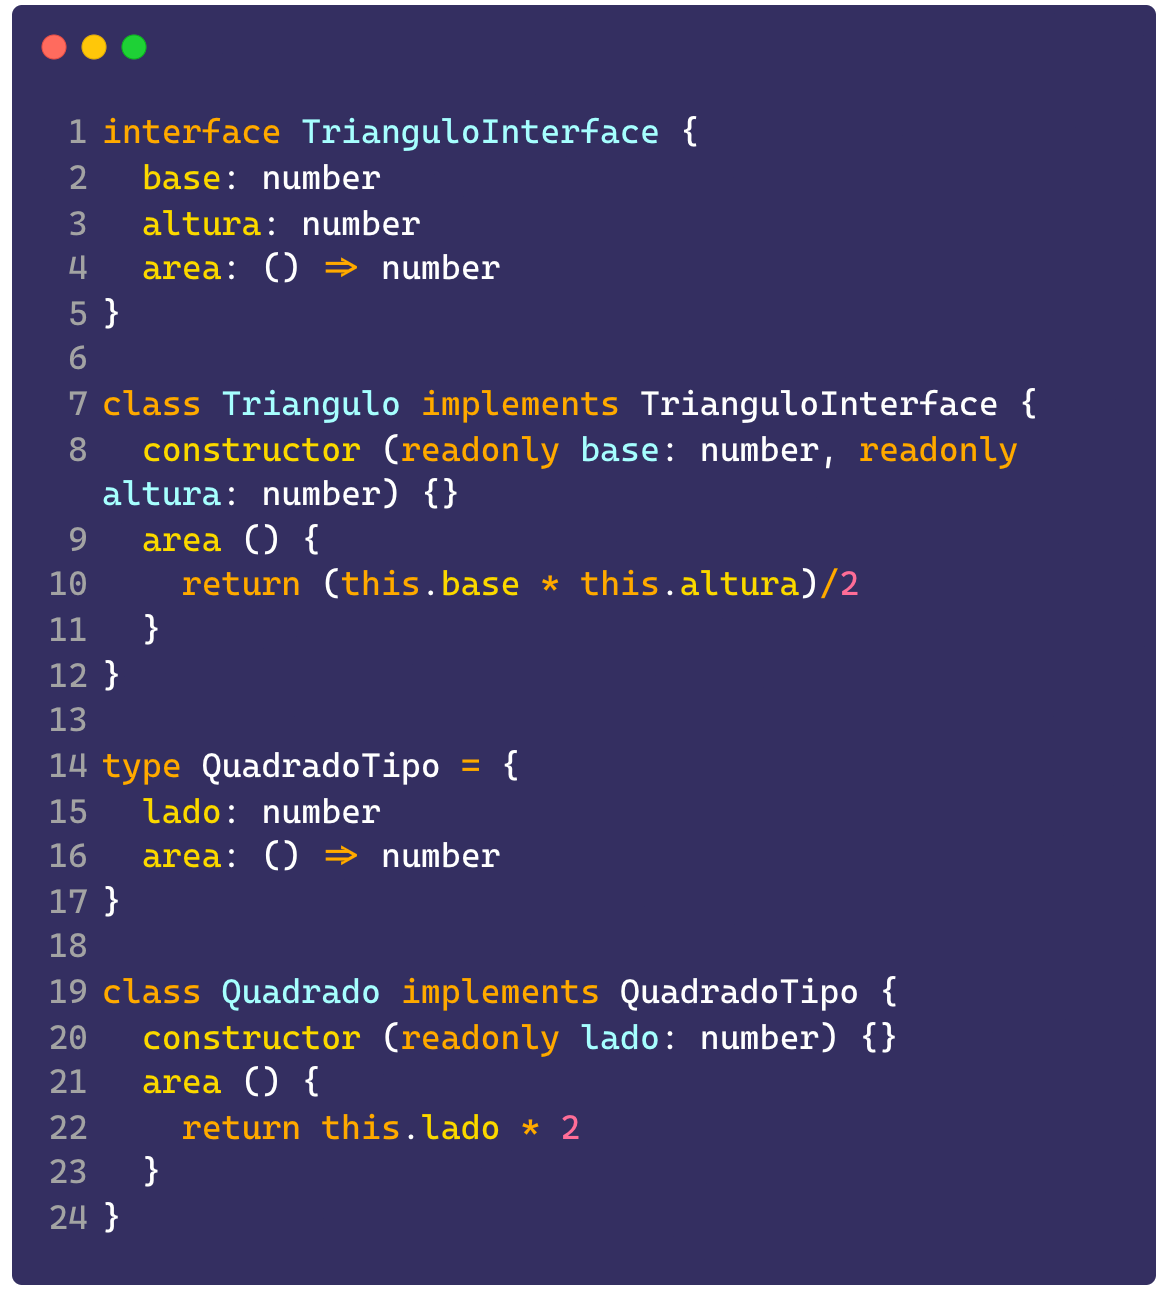 1 interface TrianguloInterface {
2   base: number
3   altura: number
4   area: () => number
5 }
6
7 class Triangulo implements TrianguloInterface {
8   constructor (readonly base: number, readonly
altura: number) {}
9   area () {
10     return (this.base * this.altura)/2
11   }
12 }
13
14 type QuadradoTipo = {
15   lado: number
16   area: () => number
17 }
18
19 class Quadrado implements QuadradoTipo {
20   constructor (readonly lado: number) {}
21   area () {
22     return this.lado * 2
23   }
24 }